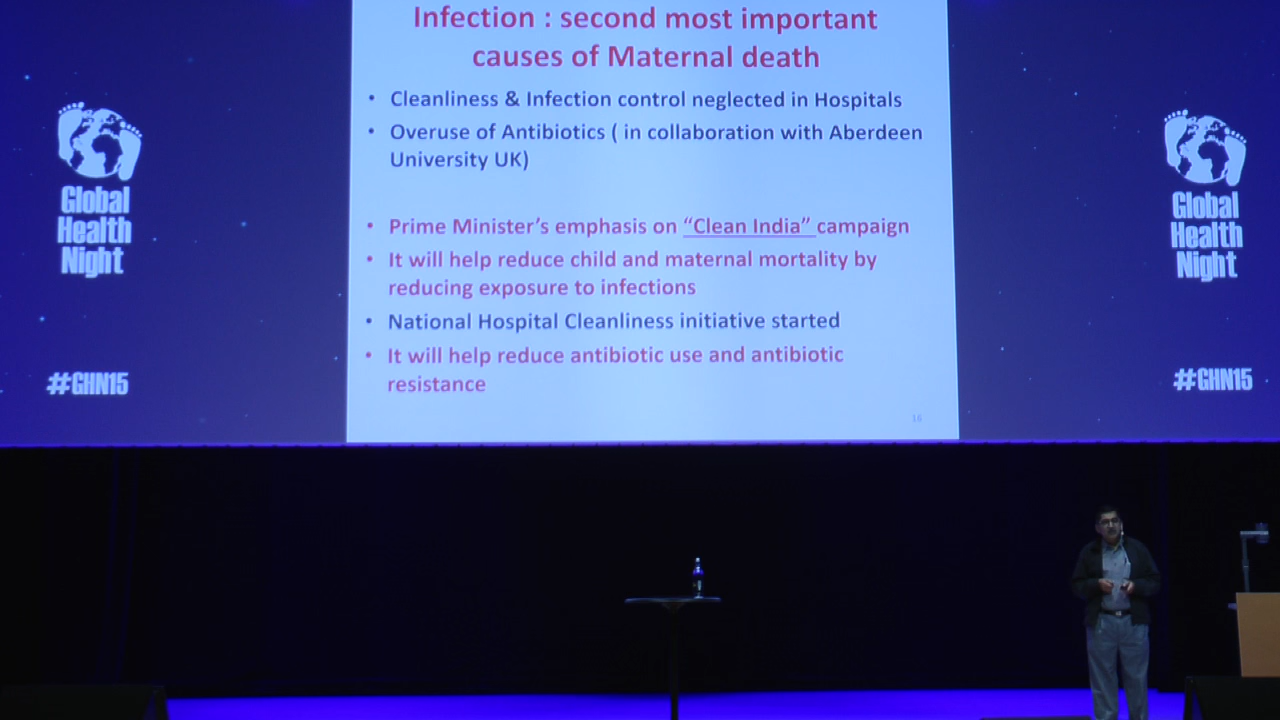 Infection : second most important
causes of Maternal death
• Cleanliness & Infection control neglected in Hospitals
• Overuse of Antibiotics ( in collaboration with Aberdeen
University UK)
• Prime Minister's emphasis on “Clean India” campaign
• It will help reduce child and maternal mortality by
reducing exposure to infections
• National Hospital Cleanliness initiative started
• It will help reduce antibiotic use and antibiotic
resistance
16
Global
Health
Night
#GHN15
Global
Health
Night
#GHN15